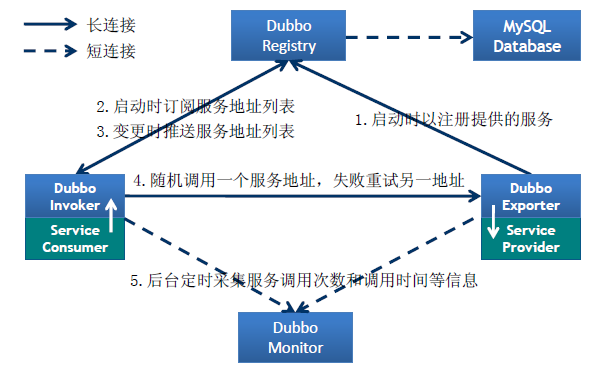 长连接
短连接
Dubbo
Registry
MySQL
Database
2.启动时订阅服务地址列表
3.变更时推送服务地址列表
1.启动时以注册提供的服务
4.随机调用一个服务地址，失败重试另一地址
Dubbo
Invoker
Service
Consumer
Dubbo
Exporter
Service
Provider
5.后台定时采集服务调用次数和调用时间等信息
Dubbo
Monitor